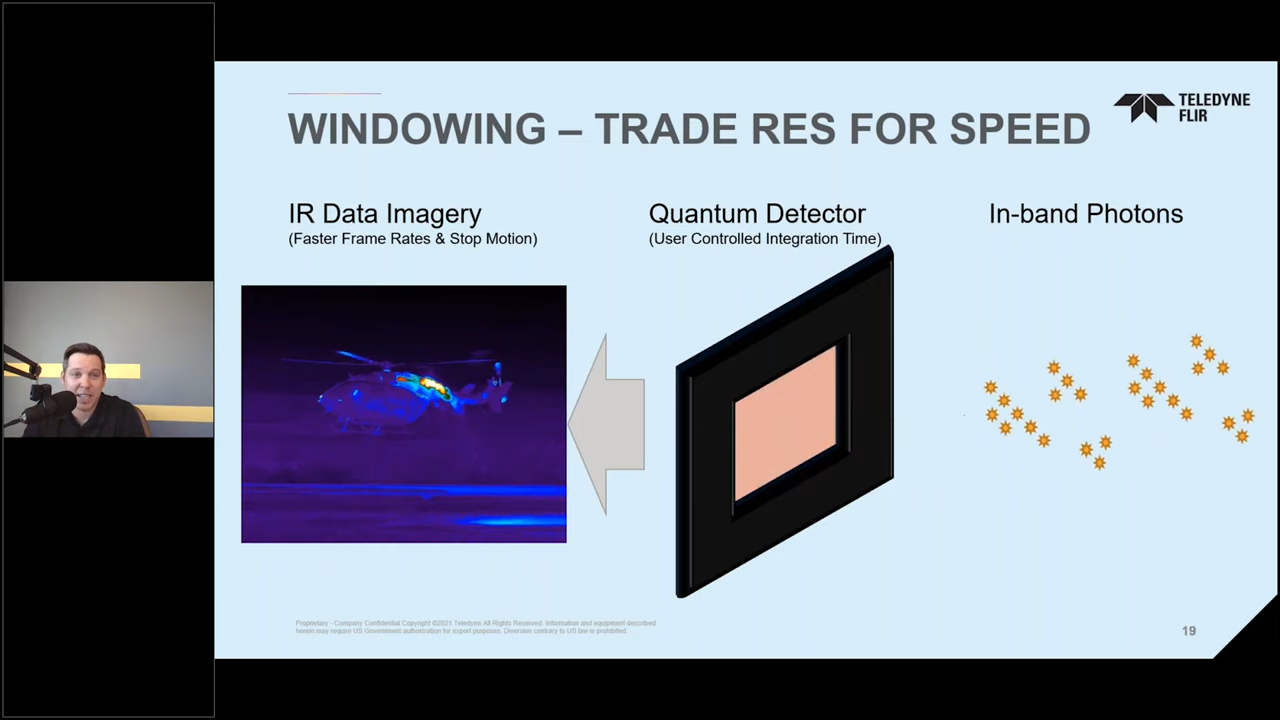 WINDOWING – TRADE RES FOR SPEED
TELEDYNE
FLIR
IR Data Imagery
(Faster Frame Rates & Stop Motion)
Quantum Detector
(User Controlled Integration Time)
In-band Photons
Proprietary - Company Confidential Copyright ©2021 Teledyne All Rights Reserved. Information and equipment described
herein may require US Government authorization for export purposes. Diversion contrary to US law is prohibited.
19